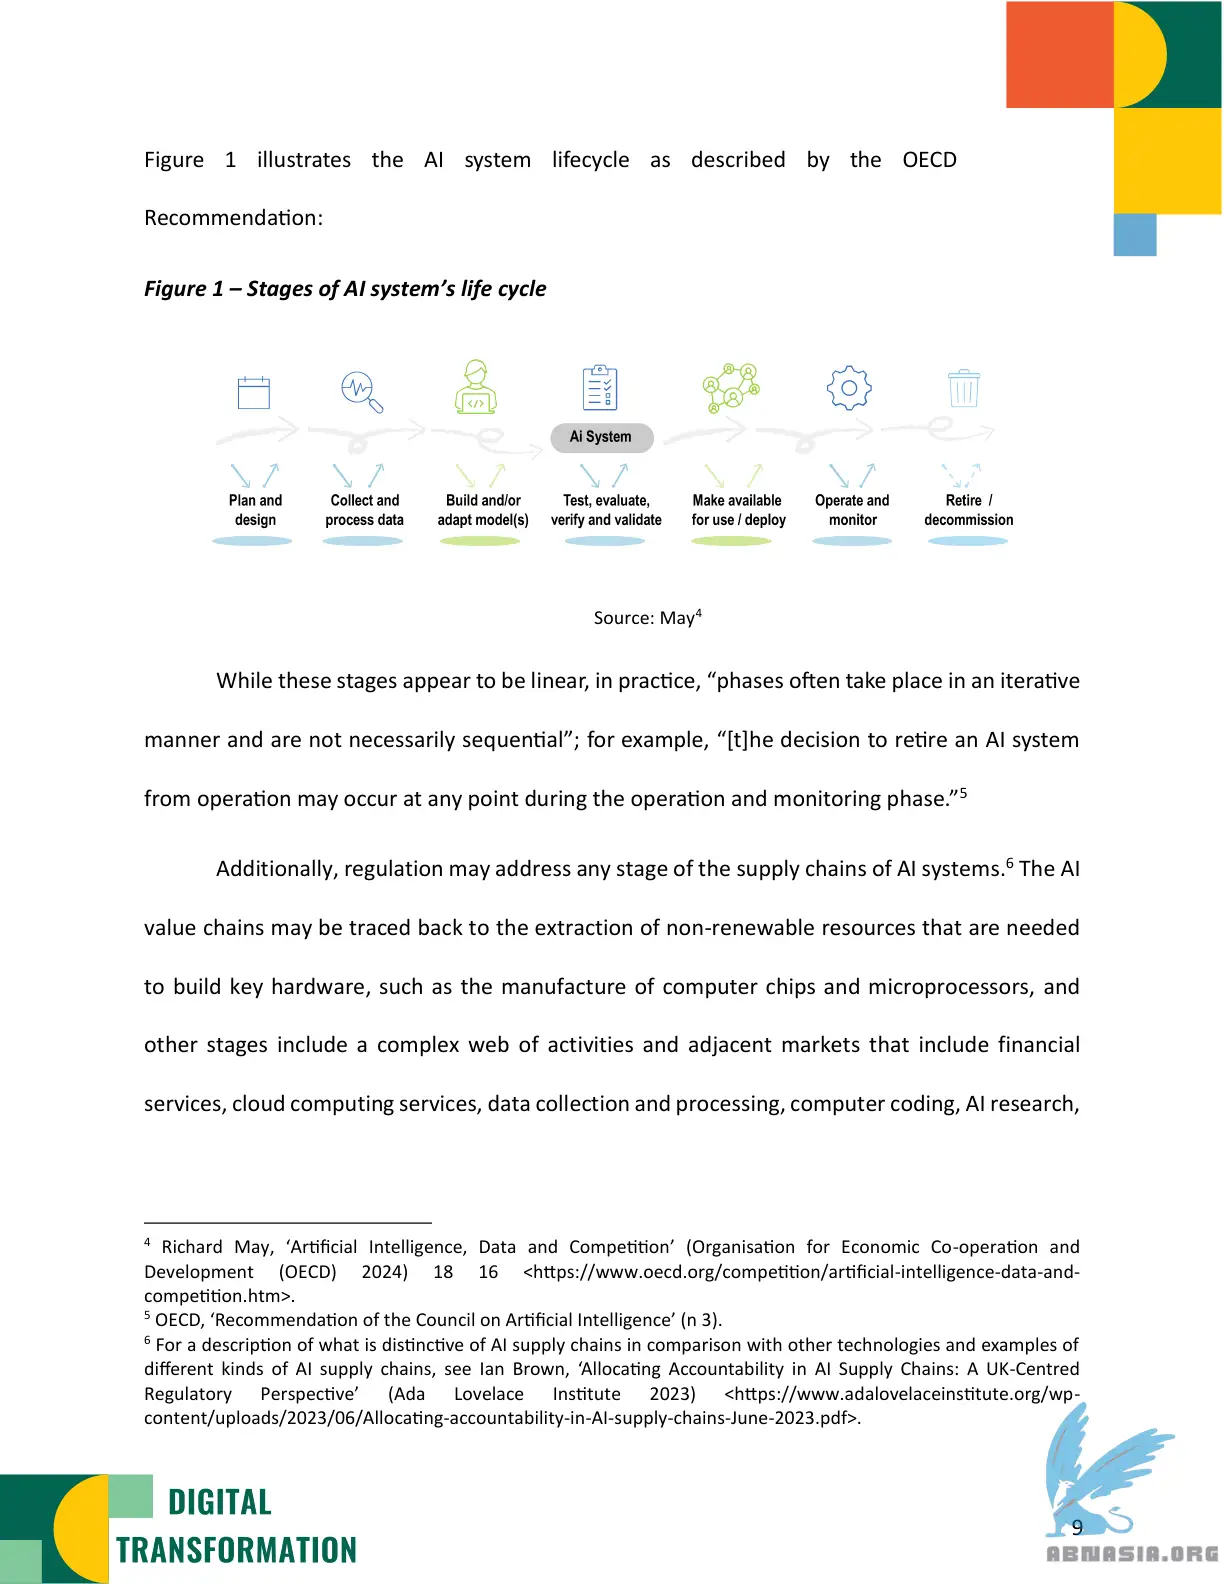 Figure 1 illustrates the AI system lifecycle as described by the OECD
Recommendation:
Figure 1 – Stages of AI system’s life cycle
Ai System
Plan and
design
Collect and
process data
Build and/or
adapt model(s)
Test, evaluate,
verify and validate
Make available
for use / deploy
Operate and
monitor
Retire /
decommission
Source: May4
While these stages appear to be linear, in practice, “phases often take place in an iterative
manner and are not necessarily sequential”; for example, “[t]he decision to retire an AI system
from operation may occur at any point during the operation and monitoring phase.”5
Additionally, regulation may address any stage of the supply chains of AI systems.6 The AI
value chains may be traced back to the extraction of non-renewable resources that are needed
to build key hardware, such as the manufacture of computer chips and microprocessors, and
other stages include a complex web of activities and adjacent markets that include financial
services, cloud computing services, data collection and processing, computer coding, AI research,
4 Richard May, ‘Artificial Intelligence, Data and Competition’ (Organisation for Economic Co-operation and
Development (OECD) 2024) 18 16 <https://www.oecd.org/competition/artificial-intelligence-data-and-
competition.htm>.
5 OECD, ‘Recommendation of the Council on Artificial Intelligence’ (n 3).
6 For a description of what is distinctive of AI supply chains in comparison with other technologies and examples of
different kinds of AI supply chains, see Ian Brown, ‘Allocating Accountability in AI Supply Chains: A UK-Centred
Regulatory Perspective’ (Ada Lovelace Institute 2023) <https://www.adalovelaceinstitute.org/wp-
content/uploads/2023/06/Allocating-accountability-in-AI-supply-chains-June-2023.pdf>.
DIGITAL
TRANSFORMATION
9
ABNASIA.ORG